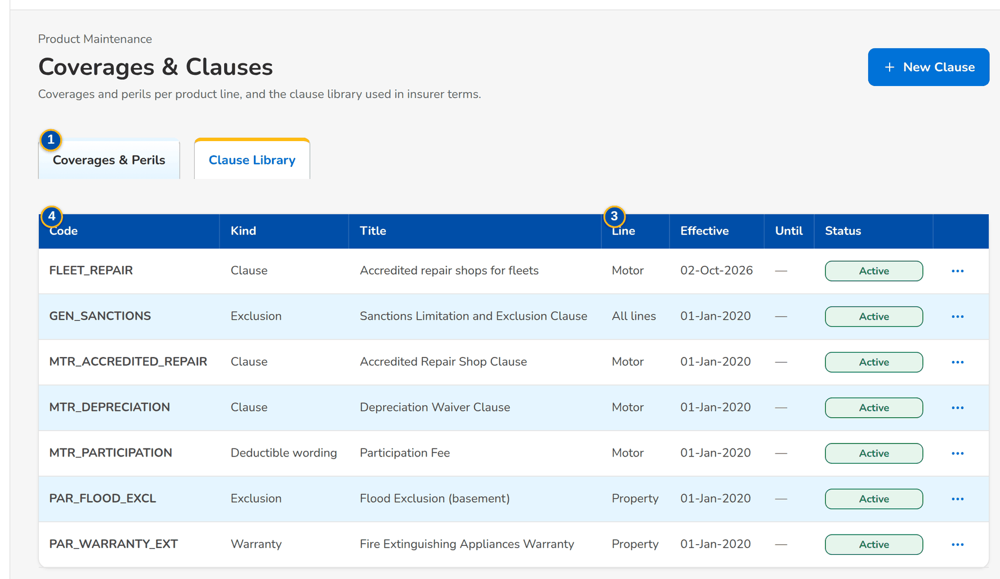 Product Maintenance
Coverages & Clauses
Coverages and perils per product line, and the clause library used in insurer terms.
+ New Clause
1
Coverages & Perils
Clause Library
4
3
Code Kind Title Line Effective Until Status
FLEET_REPAIR Clause Accredited repair shops for fleets Motor 02-Oct-2026 — Active ...
GEN_SANCTIONS Exclusion Sanctions Limitation and Exclusion Clause All lines 01-Jan-2020 — Active ...
MTR_ACCREDITED_REPAIR Clause Accredited Repair Shop Clause Motor 01-Jan-2020 — Active ...
MTR_DEPRECIATION Clause Depreciation Waiver Clause Motor 01-Jan-2020 — Active ...
MTR_PARTICIPATION Deductible wording Participation Fee Motor 01-Jan-2020 — Active ...
PAR_FLOOD_EXCL Exclusion Flood Exclusion (basement) Property 01-Jan-2020 — Active ...
PAR_WARRANTY_EXT Warranty Fire Extinguishing Appliances Warranty Property 01-Jan-2020 — Active ...